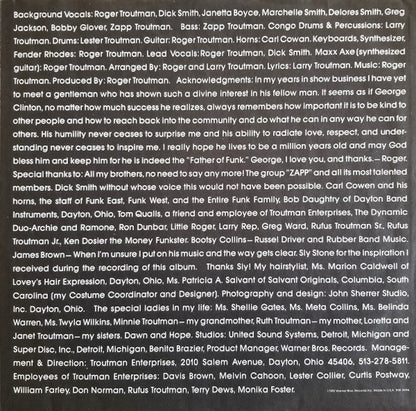 Background Vocals: Roger Troutman, Dick Smith, Janetta Boyce, Marchelle Smith, Delores Smith, Greg
Jackson, Bobby Glover, Zapp Troutman. Bass: Zapp Troutman. Congo Drums & Percussions: Larry
Troutman. Drums: Lester Troutman. Guitar: Roger Troutman. Horns: Carl Cowan. Keyboards, Synthesizer,
Fender Rhodes: Roger Troutman. Lead Vocals: Roger Troutman, Dick Smith. Maxx Axe (synthesized
guitar): Roger Troutman. Arranged By: Roger and Larry Troutman. Lyrics: Larry Troutman. Music: Roger
Troutman. Produced By: Roger Troutman. Acknowledgments: In my years in show business I have yet
to meet a gentleman who has shown such a divine interest in his fellow man. It seems as if George
Clinton, no matter how much success he realizes, always remembers how important it is to be kind to
other people and how to reach back into the community and do what he can in any way he can for
others. His humility never ceases to surprise me and his ability to radiate love, respect, and under-
standing never ceases to inspire me. I really hope he lives to be a million years old and may God
bless him and keep him for he is indeed the "Father of Funk." George, I love you, and thanks.—Roger.
Special thanks to: All my brothers, no need to say any more! The group "ZAPP" and all its most talented
members. Dick Smith without whose voice this would not have been possible. Carl Cowen and his
horns, the staff of Funk East, Funk West, and the Entire Funk Family, Bob Daughtry of Dayton Band
Instruments, Dayton, Ohio, Tom Qualls, a friend and employee of Troutman Enterprises, The Dynamic
Duo-Archie and Ramone, Ron Dunbar, Little Roger, Larry Rep, Greg Ward, Rufus Troutman Sr., Rufus
Troutman Jr., Ken Dosier the Money Funkster. Bootsy Collins—Russel Driver and Rubber Band Music.
James Brown—When I'm unsure I put on his music and the way gets clear. Sly Stone for the inspiration I
received during the recording of this album. Thanks Sly! My hairstylist, Ms. Marion Caldwell of
Lovey's Hair Expression, Dayton, Ohio, Ms. Patricia A. Salvant of Salvant Originals, Columbia, South
Carolina (my Costume Coordinator and Designer). Photography and design: John Sherrer Studio,
Inc. Dayton, Ohio. The special ladies in my life: Ms. Shellie Gates, Ms. Meta Collins, Ms. Belinda
Warren, Ms. Twyla Wilkins, Minnie Troutman—my grandmother, Ruth Troutman—my mother, Loretta and
Janet Troutman—my sisters. Dawn and Hope. Studios: United Sound Systems, Detroit, Michigan and
Super Disc, Inc., Detroit, Michigan, Benita Brazier, Product Manager, Warner Bros. Records. Manage-
ment & Direction: Troutman Enterprises, 2010 Salem Avenue, Dayton, Ohio 45406, 513-278-5811.
Employees of Troutman Enterprises: Davis Brown, Melvin Cahoon, Lester Collier, Curtis Postway,
William Farley, Don Norman, Rufus Troutman, Terry Dews, Monika Foster.